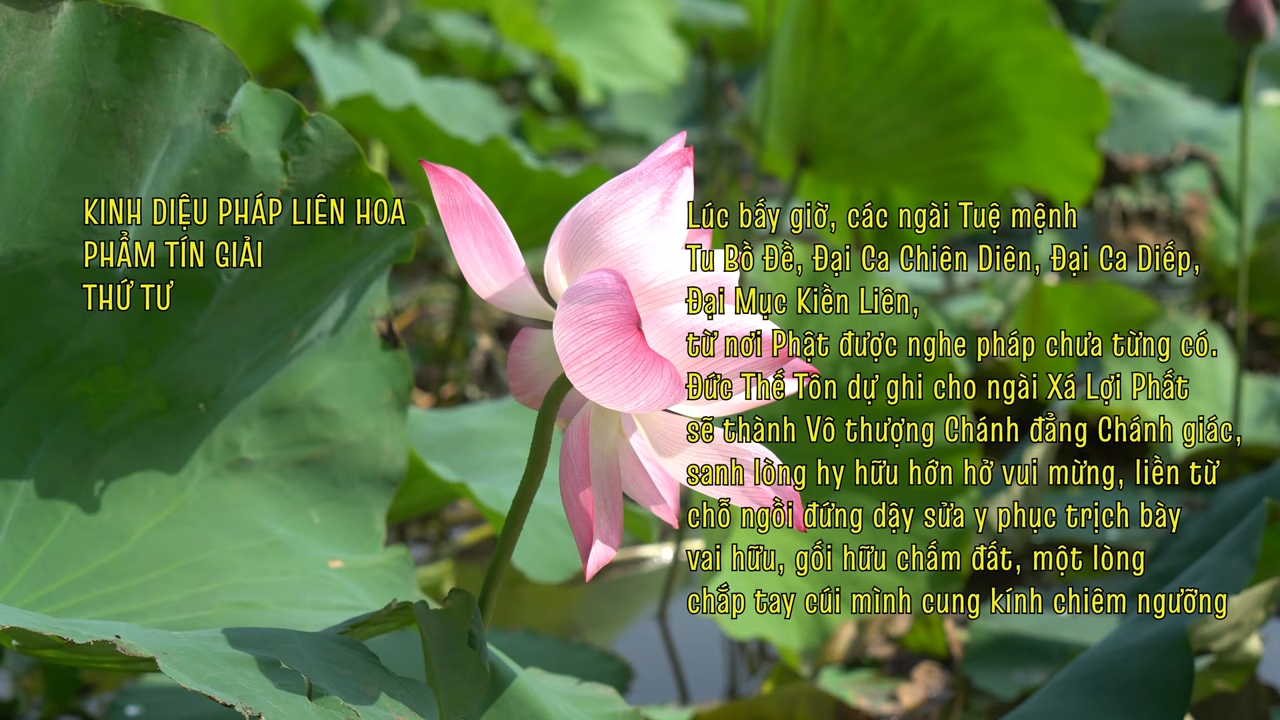 KINH DIỆU PHÁP LIÊN HOA
PHẨM TÍN GIẢI
THỨ TƯ
Lúc bấy giờ, các ngài Tuệ mệnh
Tu Bồ Đề, Đại Ca Chiên Diên, Đại Ca Diếp,
Đại Mục Kiền Liên,
từ nơi Phật được nghe pháp chưa từng có.
Đức Thế Tôn dự ghi cho ngài Xá Lợi Phất
sẽ thành Vô thượng Chánh đẳng Chánh giác,
sanh lòng hy hữu hớn hở vui mừng, liền từ
chỗ ngồi đứng dậy sửa y phục trịch bày
vai hữu, gối hữu chấm đất, một lòng
chắp tay cúi mình cung kính chiêm ngưỡng